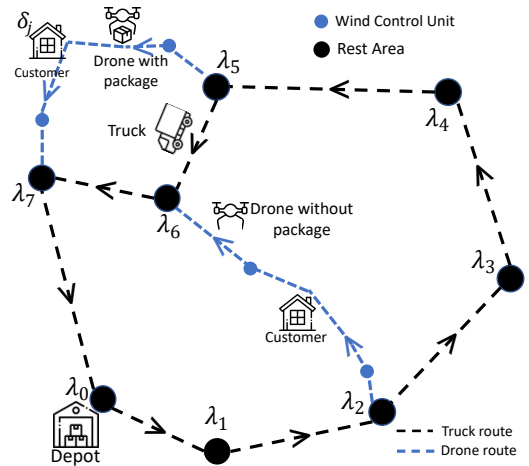 δj
Wind Control Unit
Rest Area
Customer
Drone with
package
λ5
λ4
Truck
λ7
λ6
Drone without
package
λ3
Customer
λ0
λ2
λ1
Depot
Truck route
Drone route